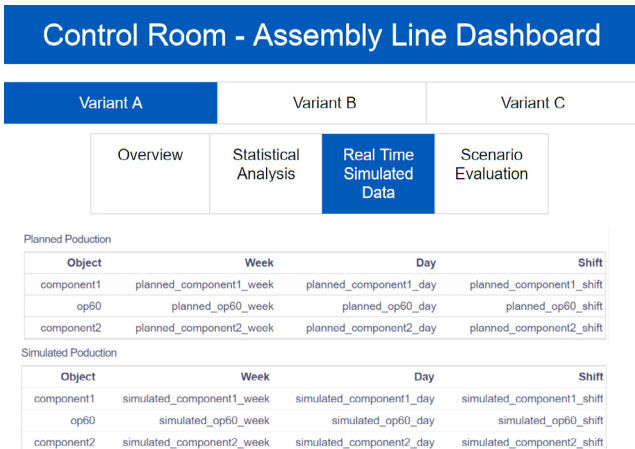 Control Room - Assembly Line Dashboard
Variant A Variant B Variant C
Overview Statistical Real Time Scenario
Analysis Simulated Evaluation
Data
Planned Poduction
Object Week Day Shift
component1 planned_component1_week planned_component1_day planned_component1_shift
op60 planned_op60_week planned_op60_day planned_op60_shift
component2 planned_component2_week planned_component2_day planned_component2_shift
Simulated Poduction
Object Week Day Shift
component1 simulated_component1_week simulated_component1_day simulated_component1_shift
op60 simulated_op60_week simulated_op60_day simulated_op60_shift
component2 simulated_component2_week simulated_component2_day simulated_component2_shift